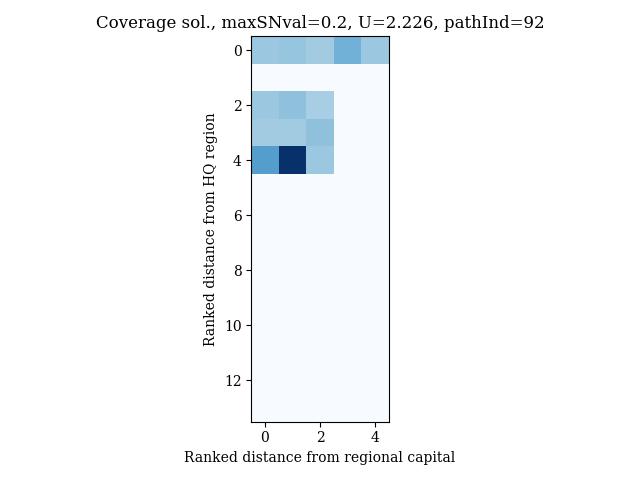 Coverage sol., maxSNval=0.2, U=2.226, pathInd=92
0
2
4
6
8
10
12
Ranked distance from HQ region
0 2 4
Ranked distance from regional capital